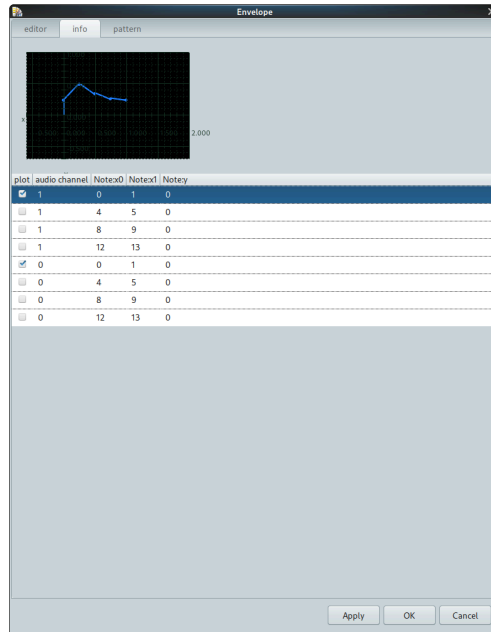 Envelope
editor info pattern
x
2.000
plot audio channel Note:x0 Note:x1 Note:y
1 0 1 0
1 4 5 0
1 8 9 0
1 12 13 0
0 0 1 0
0 4 5 0
0 8 9 0
0 12 13 0
Apply OK Cancel